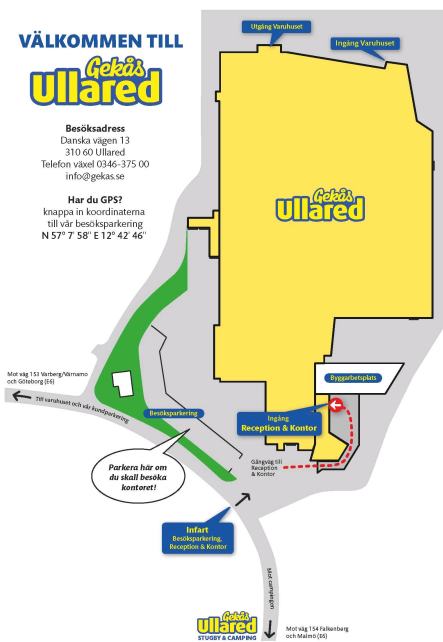 VÄLKOMMEN TILL
Gekås
Ullared
Besöksadress
Danska vägen 13
310 60 Ullared
Telefon växel 0346-375 00
info@gekas.se
Har du GPS?
knappa in koordinaterna
till vår besöksparkering
N 57° 7' 58" E 12° 42' 46"
Utgång Varuhuset
Ingång Varuhuset
Gekås
Ullared
Byggarbetsplats
Mot väg 153 Varberg/Värnamo
och Göteborg (E6)
Till varuhuset och vår kundparkering
Besöksparkering
Ingång
Reception & Kontor
Parkera här om
du skall besöka
kontoret!
Gångväg till
Reception
& Kontor
Infart
Besöksparkering,
Reception & Kontor
Mot campingen
Gekås
Ullared
STUGBY & CAMPING
Mot väg 154 Falkenberg
och Malmö (E6)